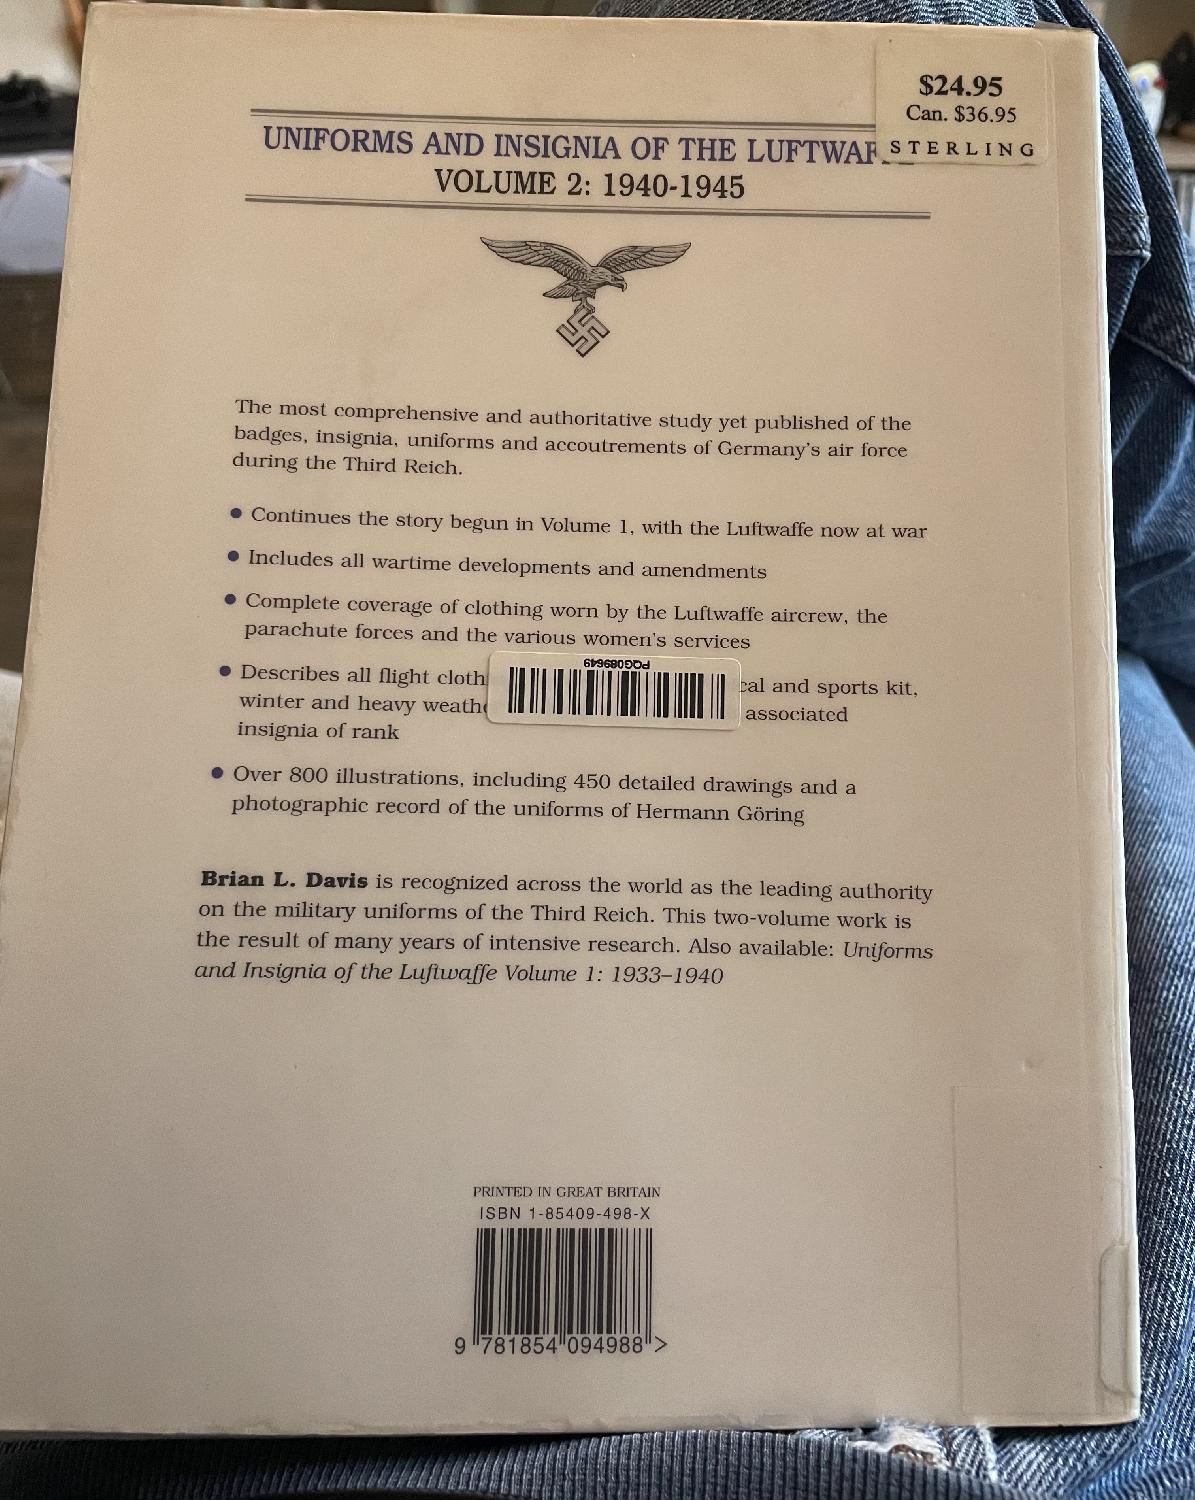 $24.95
Can. $36.95
STERLING
UNIFORMS AND INSIGNIA OF THE
VOLUME 2: 1940-1945
The most comprehensive and authoritative study yet published of the
badges, insignia, uniforms and accoutrements of Germany's air force
during the Third Reich.
● Continues the story begun in Volume 1, with the Luftwaffe now at war
● Includes all wartime developments and amendments
● Complete coverage of clothing worn by the Luftwaffe aircrew, the
parachute forces and the various women's services
● Describes all flight and sports kit,
winter and heavy associated
insignia of rank
PQG089649
● Over 800 illustrations, including 450 detailed drawings and a
photographic record of the uniforms of Hermann Göring
Brian L. Davis is recognized across the world as the leading authority
on the military uniforms of the Third Reich. This two-volume work is
the result of many years of intensive research. Also available: Uniforms
and Insignia of the Luftwaffe Volume 1: 1933–1940
PRINTED IN GREAT BRITAIN
ISBN 1-85409-498-X
9 781854 094988 >